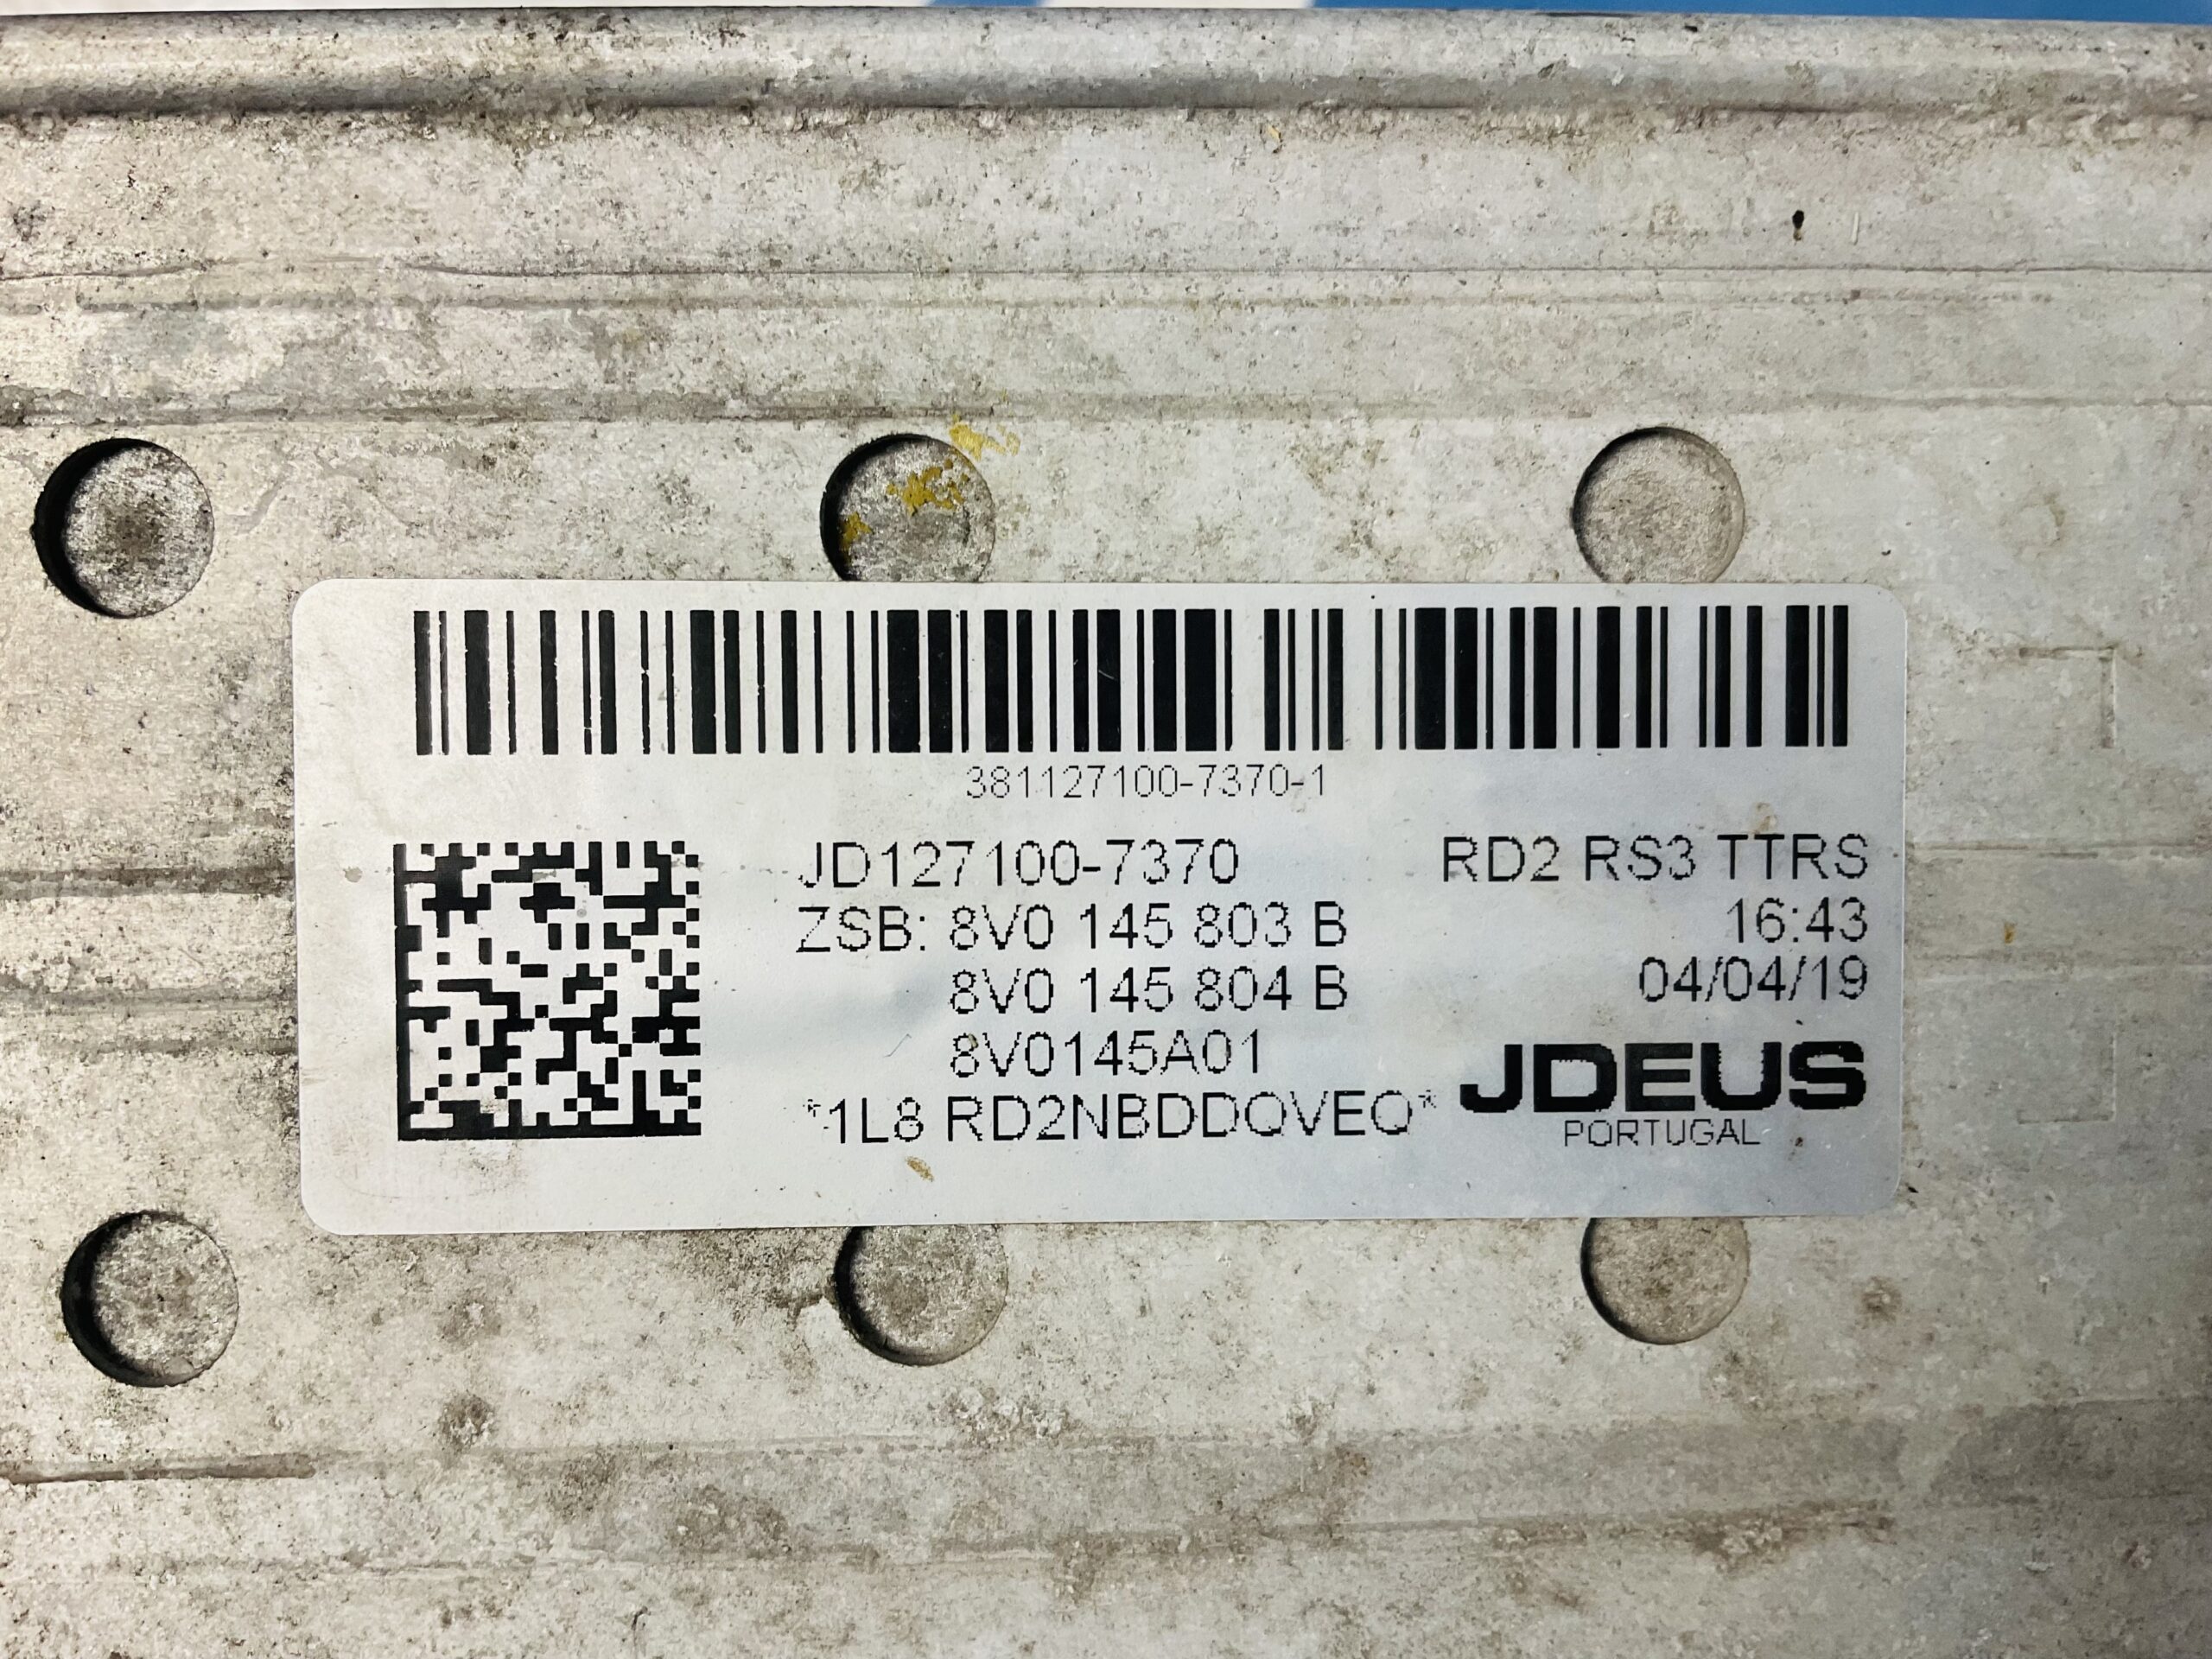 381127100-7370-1
JD127100-7370
RD2 RS3 TTRS
ZSB: 8V0 145 803 B
16:43
8V0 145 804 B
04/04/19
8V0145A01
JDEUS
PORTUGAL
*1L8 RD2NBDDQVEO*